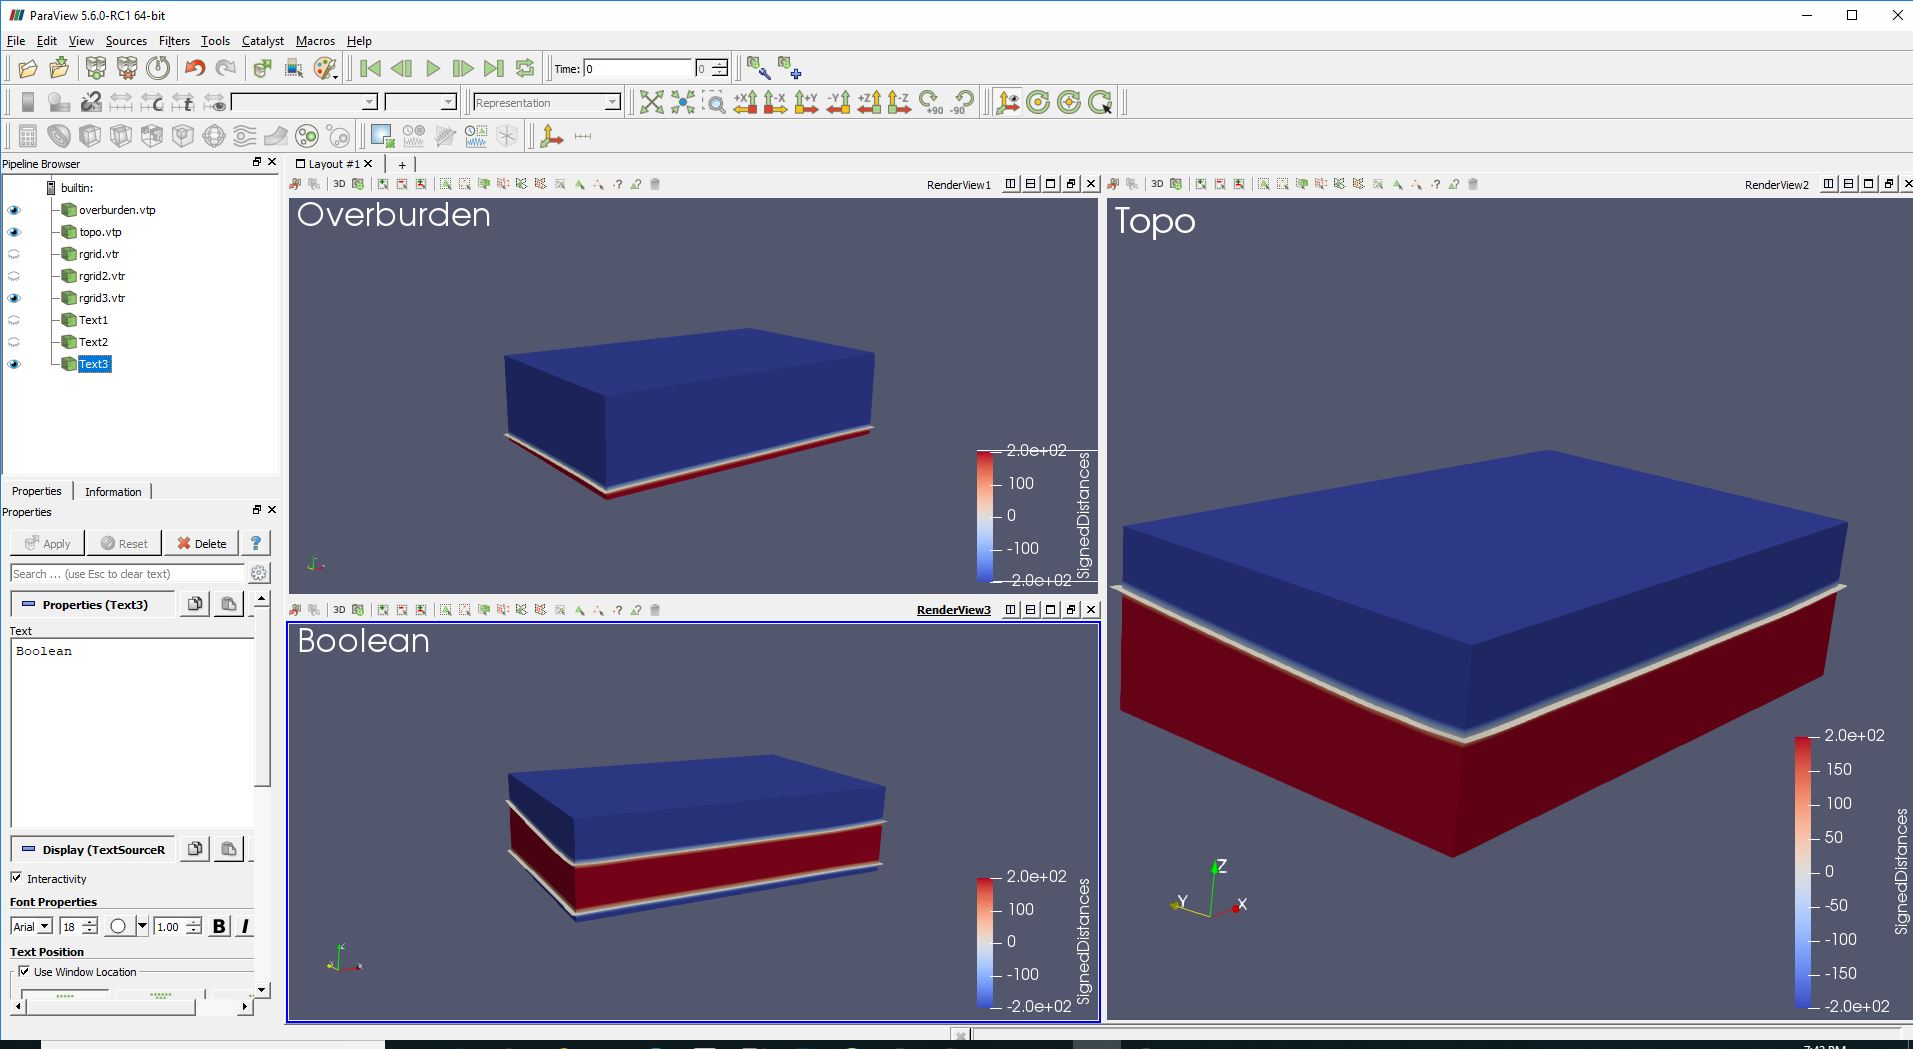 ParaView 5.6.0-RC1 64-bit
File Edit View Sources Filters Tools Catalyst Macros Help
Time: 0 0
Representation
+X -X +Y -Y +Z -Z +90 -90
Pipeline Browser
Layout #1
+
builtin:
overburden.vtp
topo.vtp
rgrid.vtr
rgrid2.vtr
rgrid3.vtr
Text1
Text2
Text3
Properties Information
Properties
Apply Reset Delete ?
Search ... (use Esc to clear text)
Properties (Text3)
Text
Boolean
Display (TextSourceR
Interactivity
Font Properties
Arial 18 1.00 B I
Text Position
Use Window Location
3D
RenderView1
Overburden
2.0e+02
100
0
-100
-2.0e+02
SignedDistances
3D
RenderView3
Boolean
2.0e+02
100
0
-100
-2.0e+02
SignedDistances
3D
RenderView2
Topo
Z
Y
X
2.0e+02
150
100
50
0
-50
-100
-150
-2.0e+02
SignedDistances